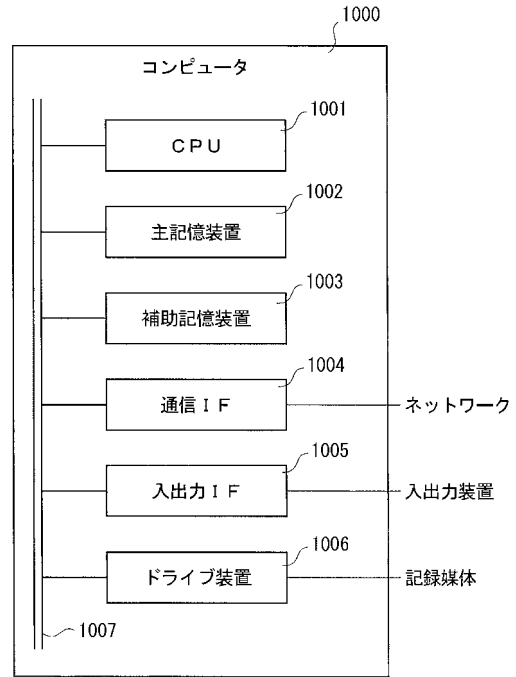 1000
コンピュータ
1001
CPU
1002
主記憶装置
1003
補助記憶装置
1004
通信IF
ネットワーク
1005
入出力IF
入出力装置
1006
ドライブ装置
記録媒体
1007